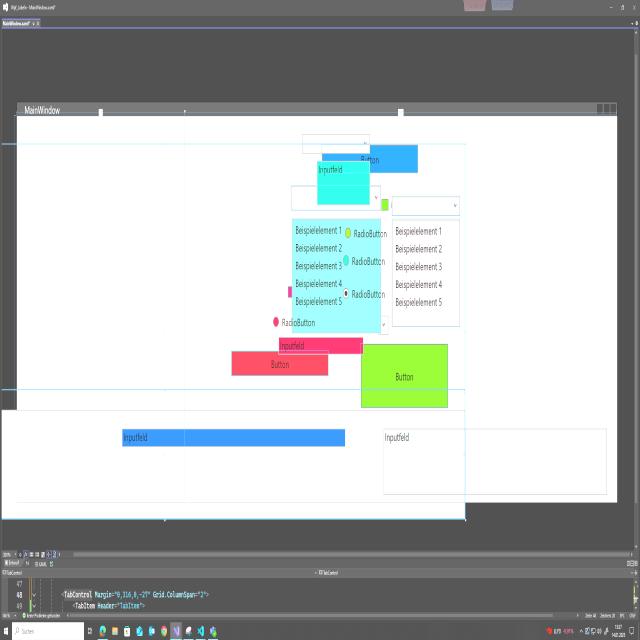 MainWindow.xaml*
MainWindow
Button
Inputfeld
Beispielelement 1
RadioButton
Beispielelement 1
Beispielelement 2
Beispielelement 2
RadioButton
Beispielelement 3
Beispielelement 3
Beispielelement 4
RadioButton
Beispielelement 4
Beispielelement 5
Beispielelement 5
RadioButton
Inputfeld
Button
Button
Inputfeld
Inputfeld
TabControl
TabControl
47
48 <TabControl Margin="0,316,0,-27" Grid.ColumnSpan="2">
49 <TabItem Header="TabItem">
Suchen